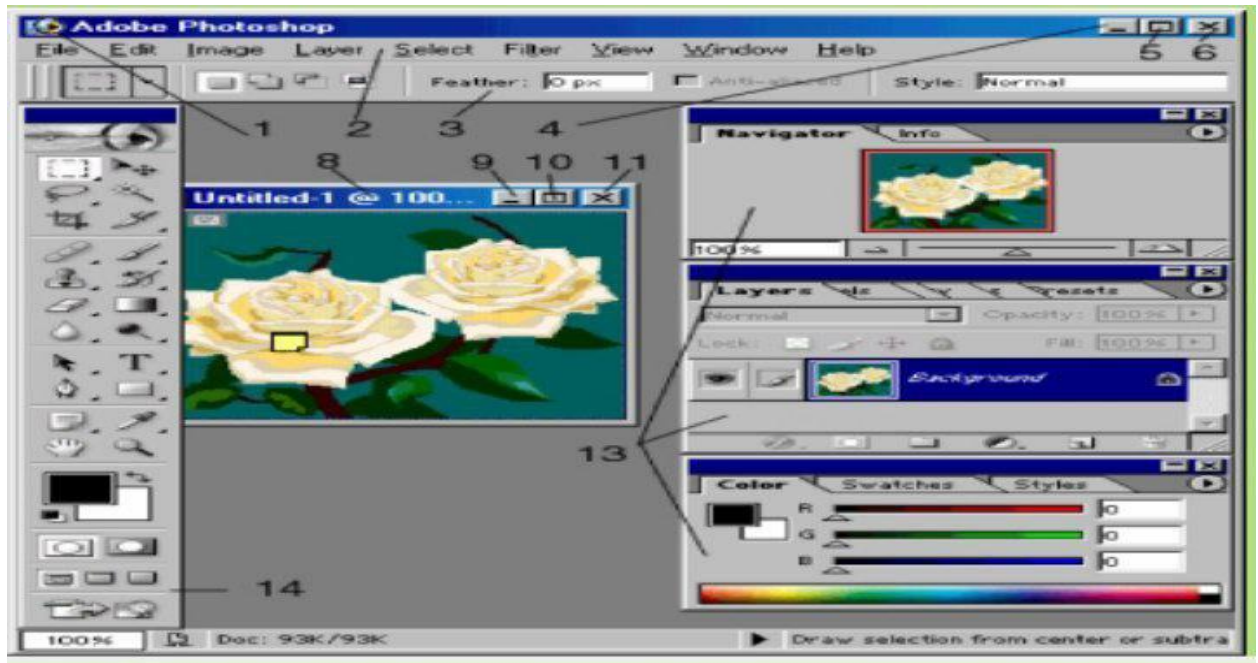 Adobe Photoshop
File Edit Image Layer Select Filter View Window Help 5 6
Feather: 0 px Anti-aliased Style: Normal
1 2 3 4
Navigator Info
8 9 10 11
Untitled-1 @ 100...
100%
Layers els resets
Normal Opacity: 100%
Lock: Fill: 100%
Background
13
Color Swatches Styles
R 0
G 0
B 0
14
100% Doc: 93K/93K Draw selection from center or subtra